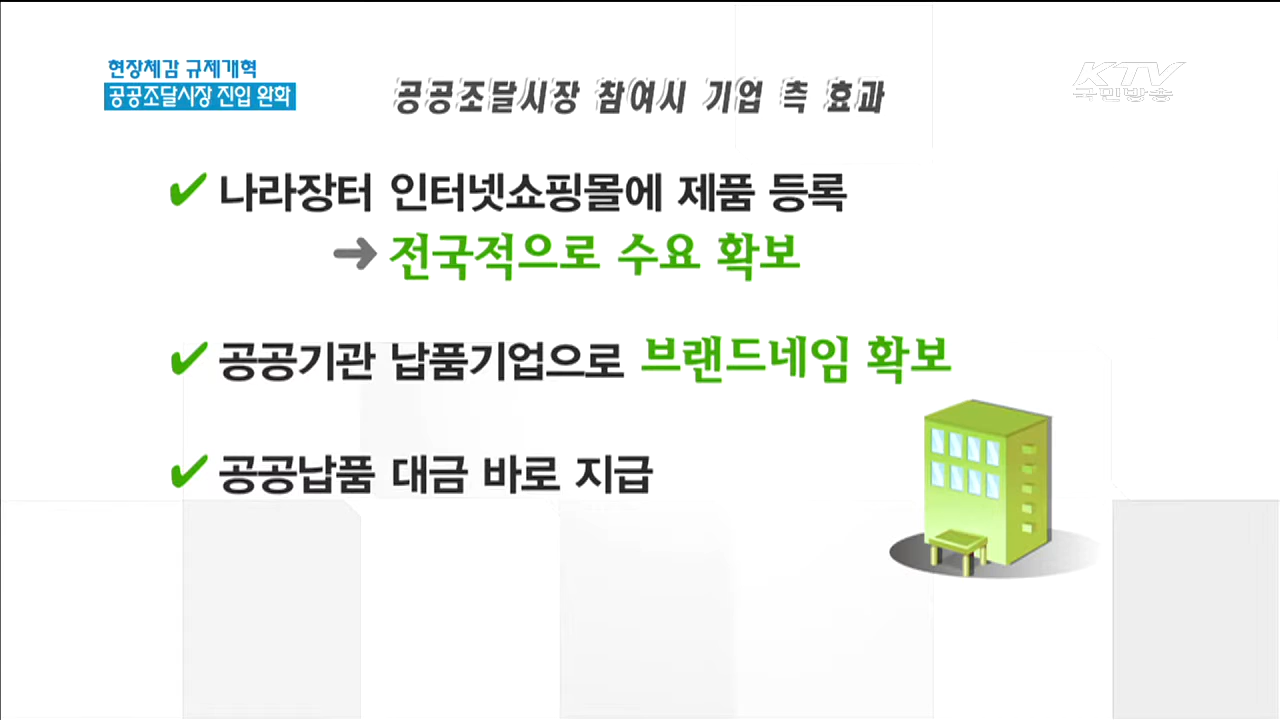 현장체감 규제개혁
공공조달시장 진입 완화
공공조달시장 참여시 기업 측 효과
KTV
국민방송
✔ 나라장터 인터넷쇼핑몰에 제품 등록
➜ 전국적으로 수요 확보
✔ 공공기관 납품기업으로 브랜드네임 확보
✔ 공공납품 대금 바로 지급